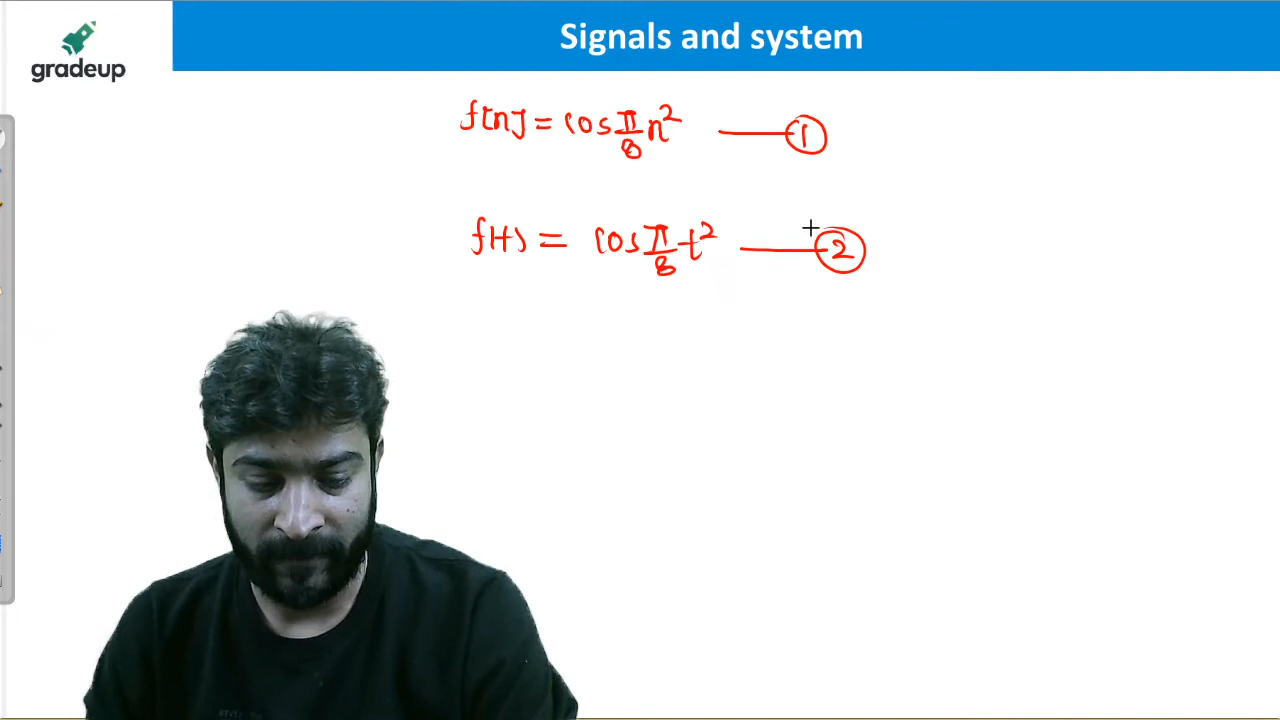 Signals and system
gradeup
f[n] = cos π/8 n² — ①
f(t) = cos π/8 t² — ②